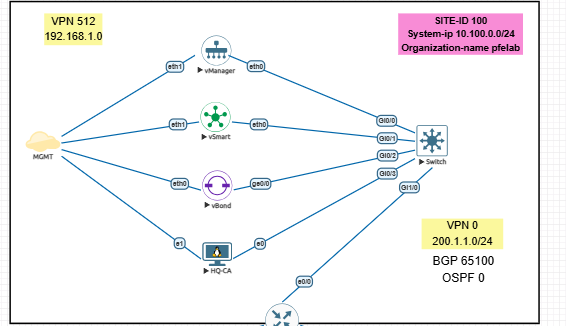 VPN 512
192.168.1.0
SITE-ID 100
System-ip 10.100.0.0/24
Organization-name pfelab
eth1
vManager
eth0
Gi0/0
eth1
vSmart
eth0
Gi0/1
MGMT
Switch
eth0
vBond
ge0/0
Gi0/2
Gi0/3
Gi1/0
e1
HQ-CA
e0
VPN 0
200.1.1.0/24
BGP 65100
OSPF 0
e0/0